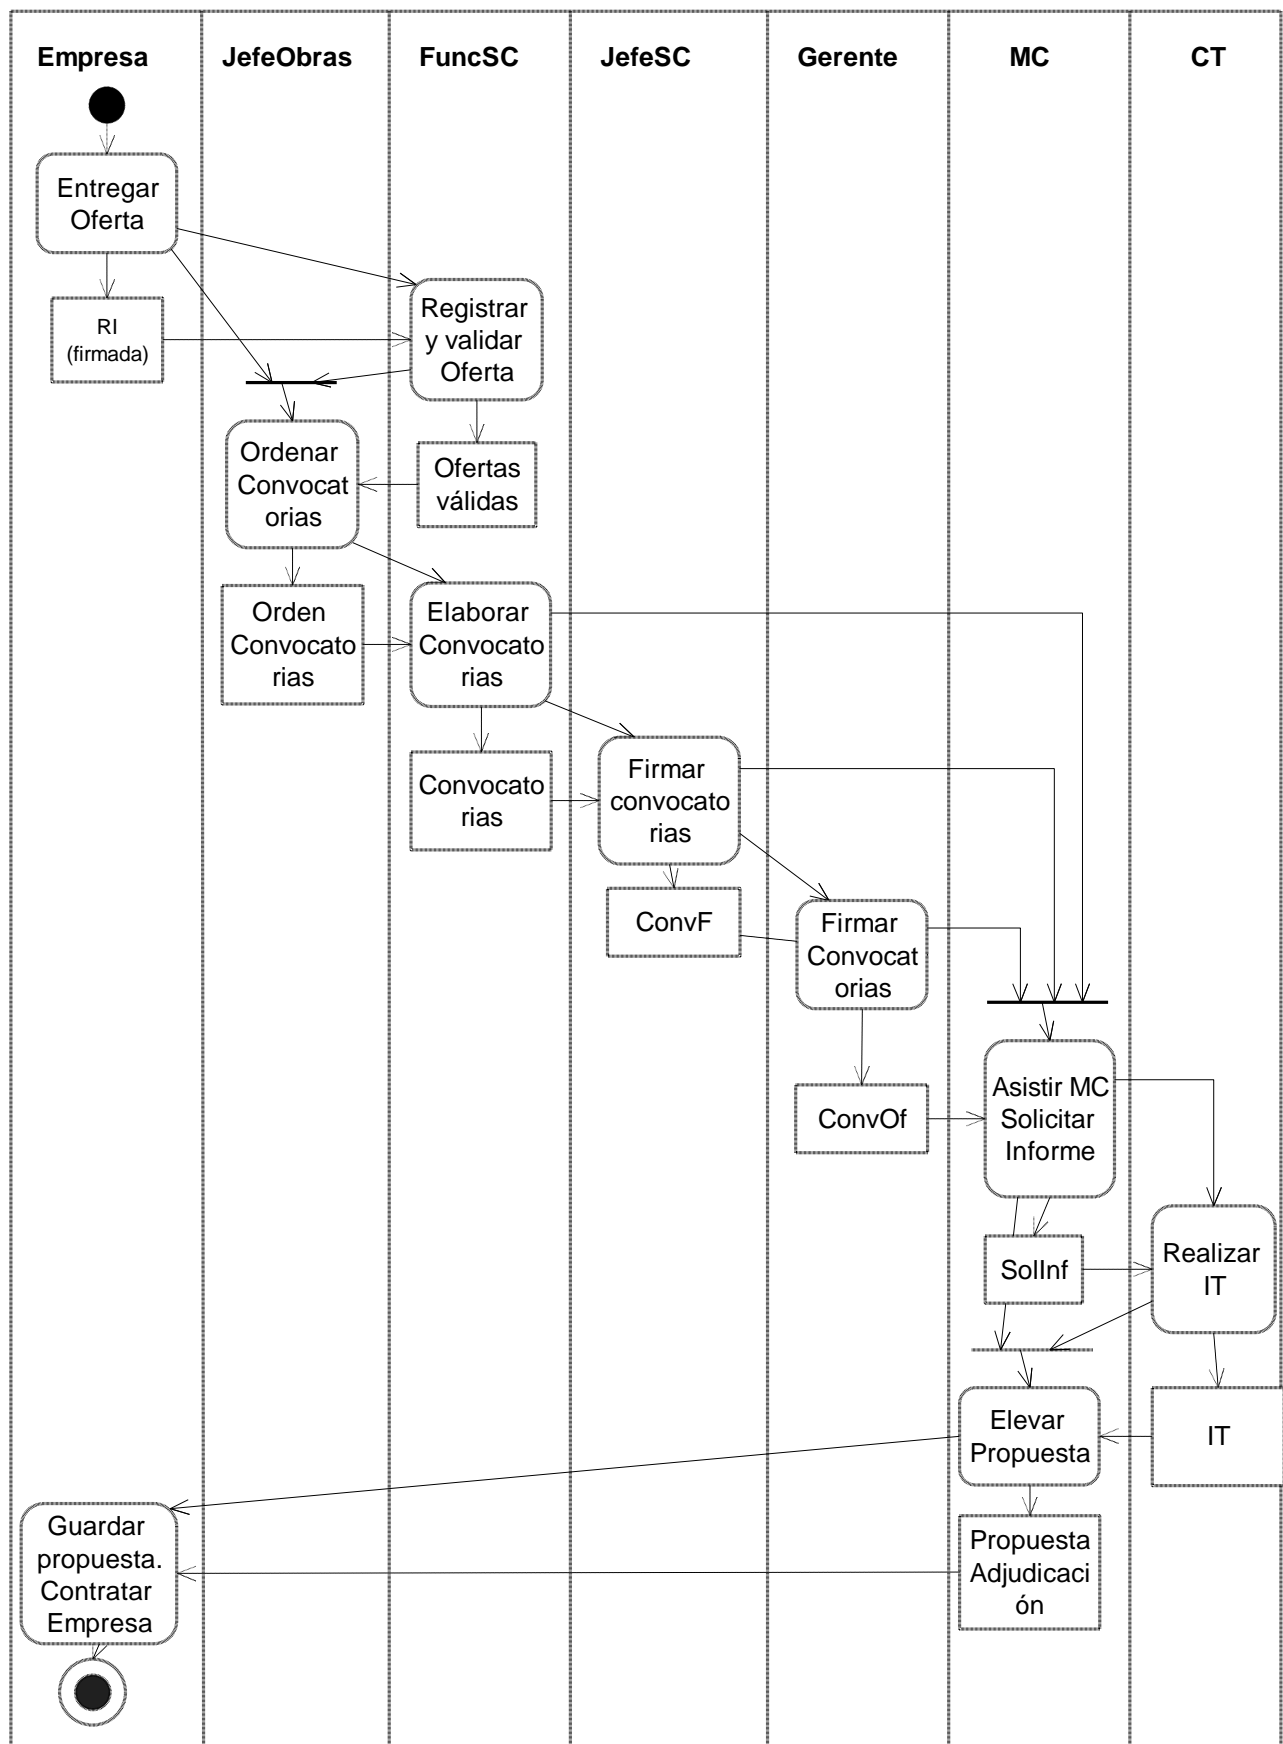 Empresa
JefeObras
FuncSC
JefeSC
Gerente
MC
CT
Entregar
Oferta
RI
(firmada)
Registrar
y validar
Oferta
Ordenar
Convocat
orias
Ofertas
válidas
Orden
Convocato
rias
Elaborar
Convocato
rias
Convocato
rias
Firmar
convocato
rias
ConvF
Firmar
Convocat
orias
ConvOf
Asistir MC
Solicitar
Informe
SolInf
Realizar
IT
Elevar
Propuesta
IT
Propuesta
Adjudicaci
ón
Guardar
propuesta.
Contratar
Empresa